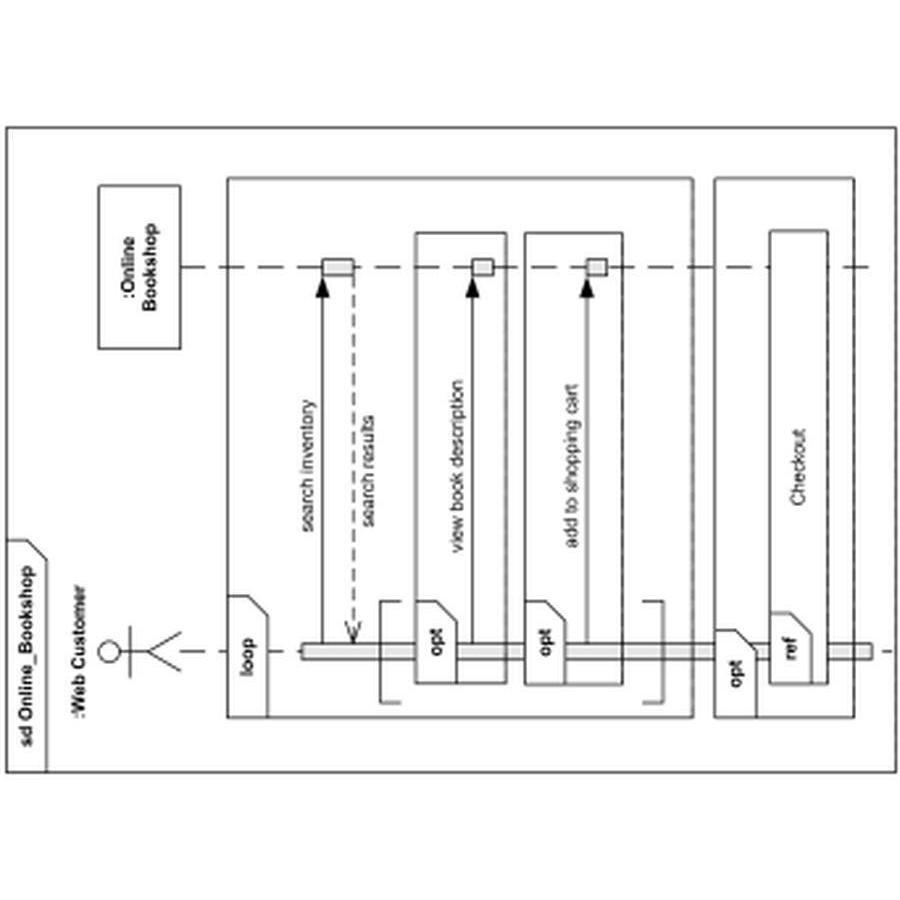 sd Online_Bookshop
:Web Customer
:Online
Bookshop
loop
search inventory
search results
opt
view book description
opt
add to shopping cart
opt
ref
Checkout